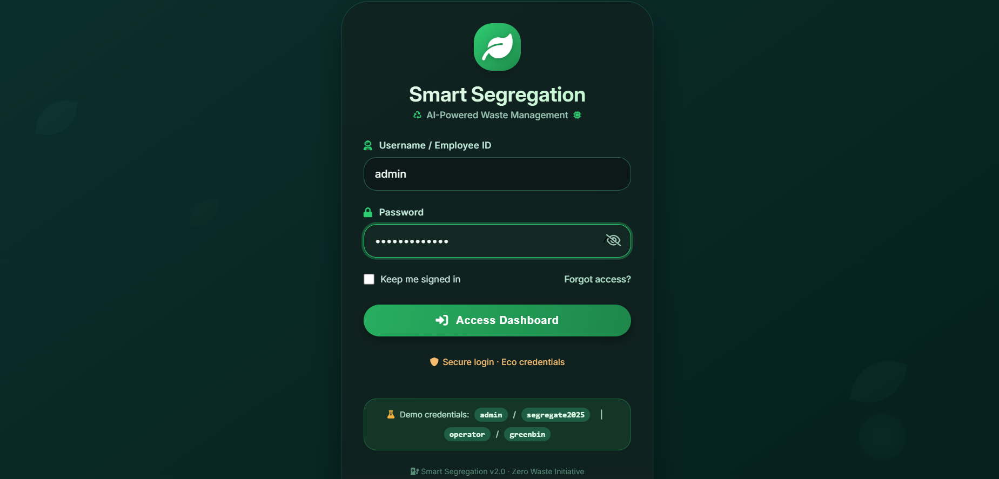 Smart Segregation
AI-Powered Waste Management
Username / Employee ID
admin
Password
•••••••••••••
Keep me signed in
Forgot access?
Access Dashboard
Secure login · Eco credentials
Demo credentials: admin / segregate2025 |
operator / greenbin
Smart Segregation v2.0 · Zero Waste Initiative